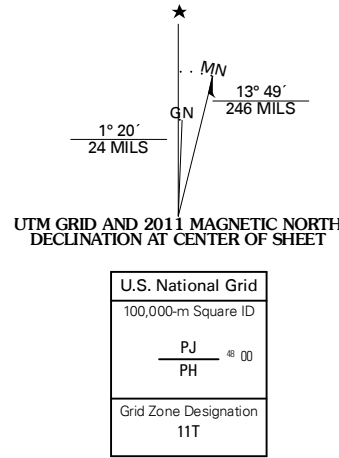 ★
MN
13° 49´
246 MILS
GN
1° 20´
24 MILS
UTM GRID AND 2011 MAGNETIC NORTH
DECLINATION AT CENTER OF SHEET
U.S. National Grid
100,000-m Square ID
PJ
48 00
PH
Grid Zone Designation
11T